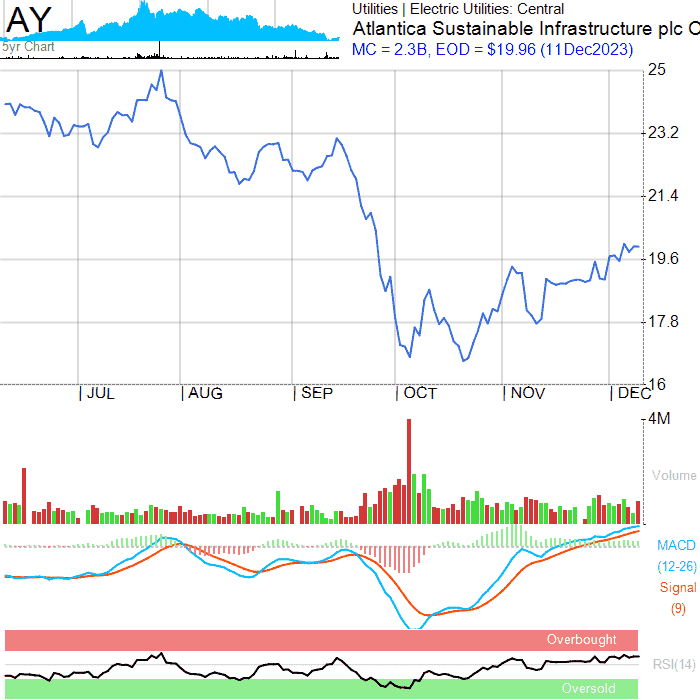 AY
5yr Chart
Utilities | Electric Utilities: Central
Atlantica Sustainable Infrastructure plc O
MC = 2.3B, EOD = $19.96 (11Dec2023)
25
23.2
21.4
19.6
17.8
16
| JUL
| AUG
| SEP
| OCT
| NOV
| DEC
4M
Volume
MACD
(12-26)
Signal
(9)
Overbought
RSI(14)
Oversold